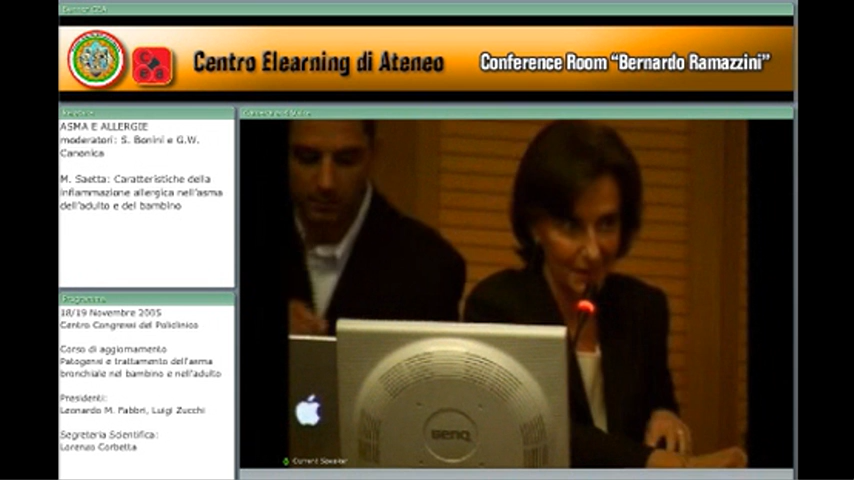 Centro Elearning di Ateneo
Conference Room “Bernardo Ramazzini”
ASMA E ALLERGIE
moderatori: S. Bonini e G.W.
Canonica
M. Saetta: Caratteristiche della
infiammazione allergica nell'asma
dell'adulto e del bambino
Programma
18/19 Novembre 2005
Centro Congressi del Policlinico
Corso di aggiornamento
Patogensi e trattamento dell'asma
bronchiale nel bambino e nell'adulto
Presidenti:
Leonardo M. Fabbri, Luigi Zucchi
Segreteria Scientifica:
Lorenzo Corbetta
BenQ
Current Speaker